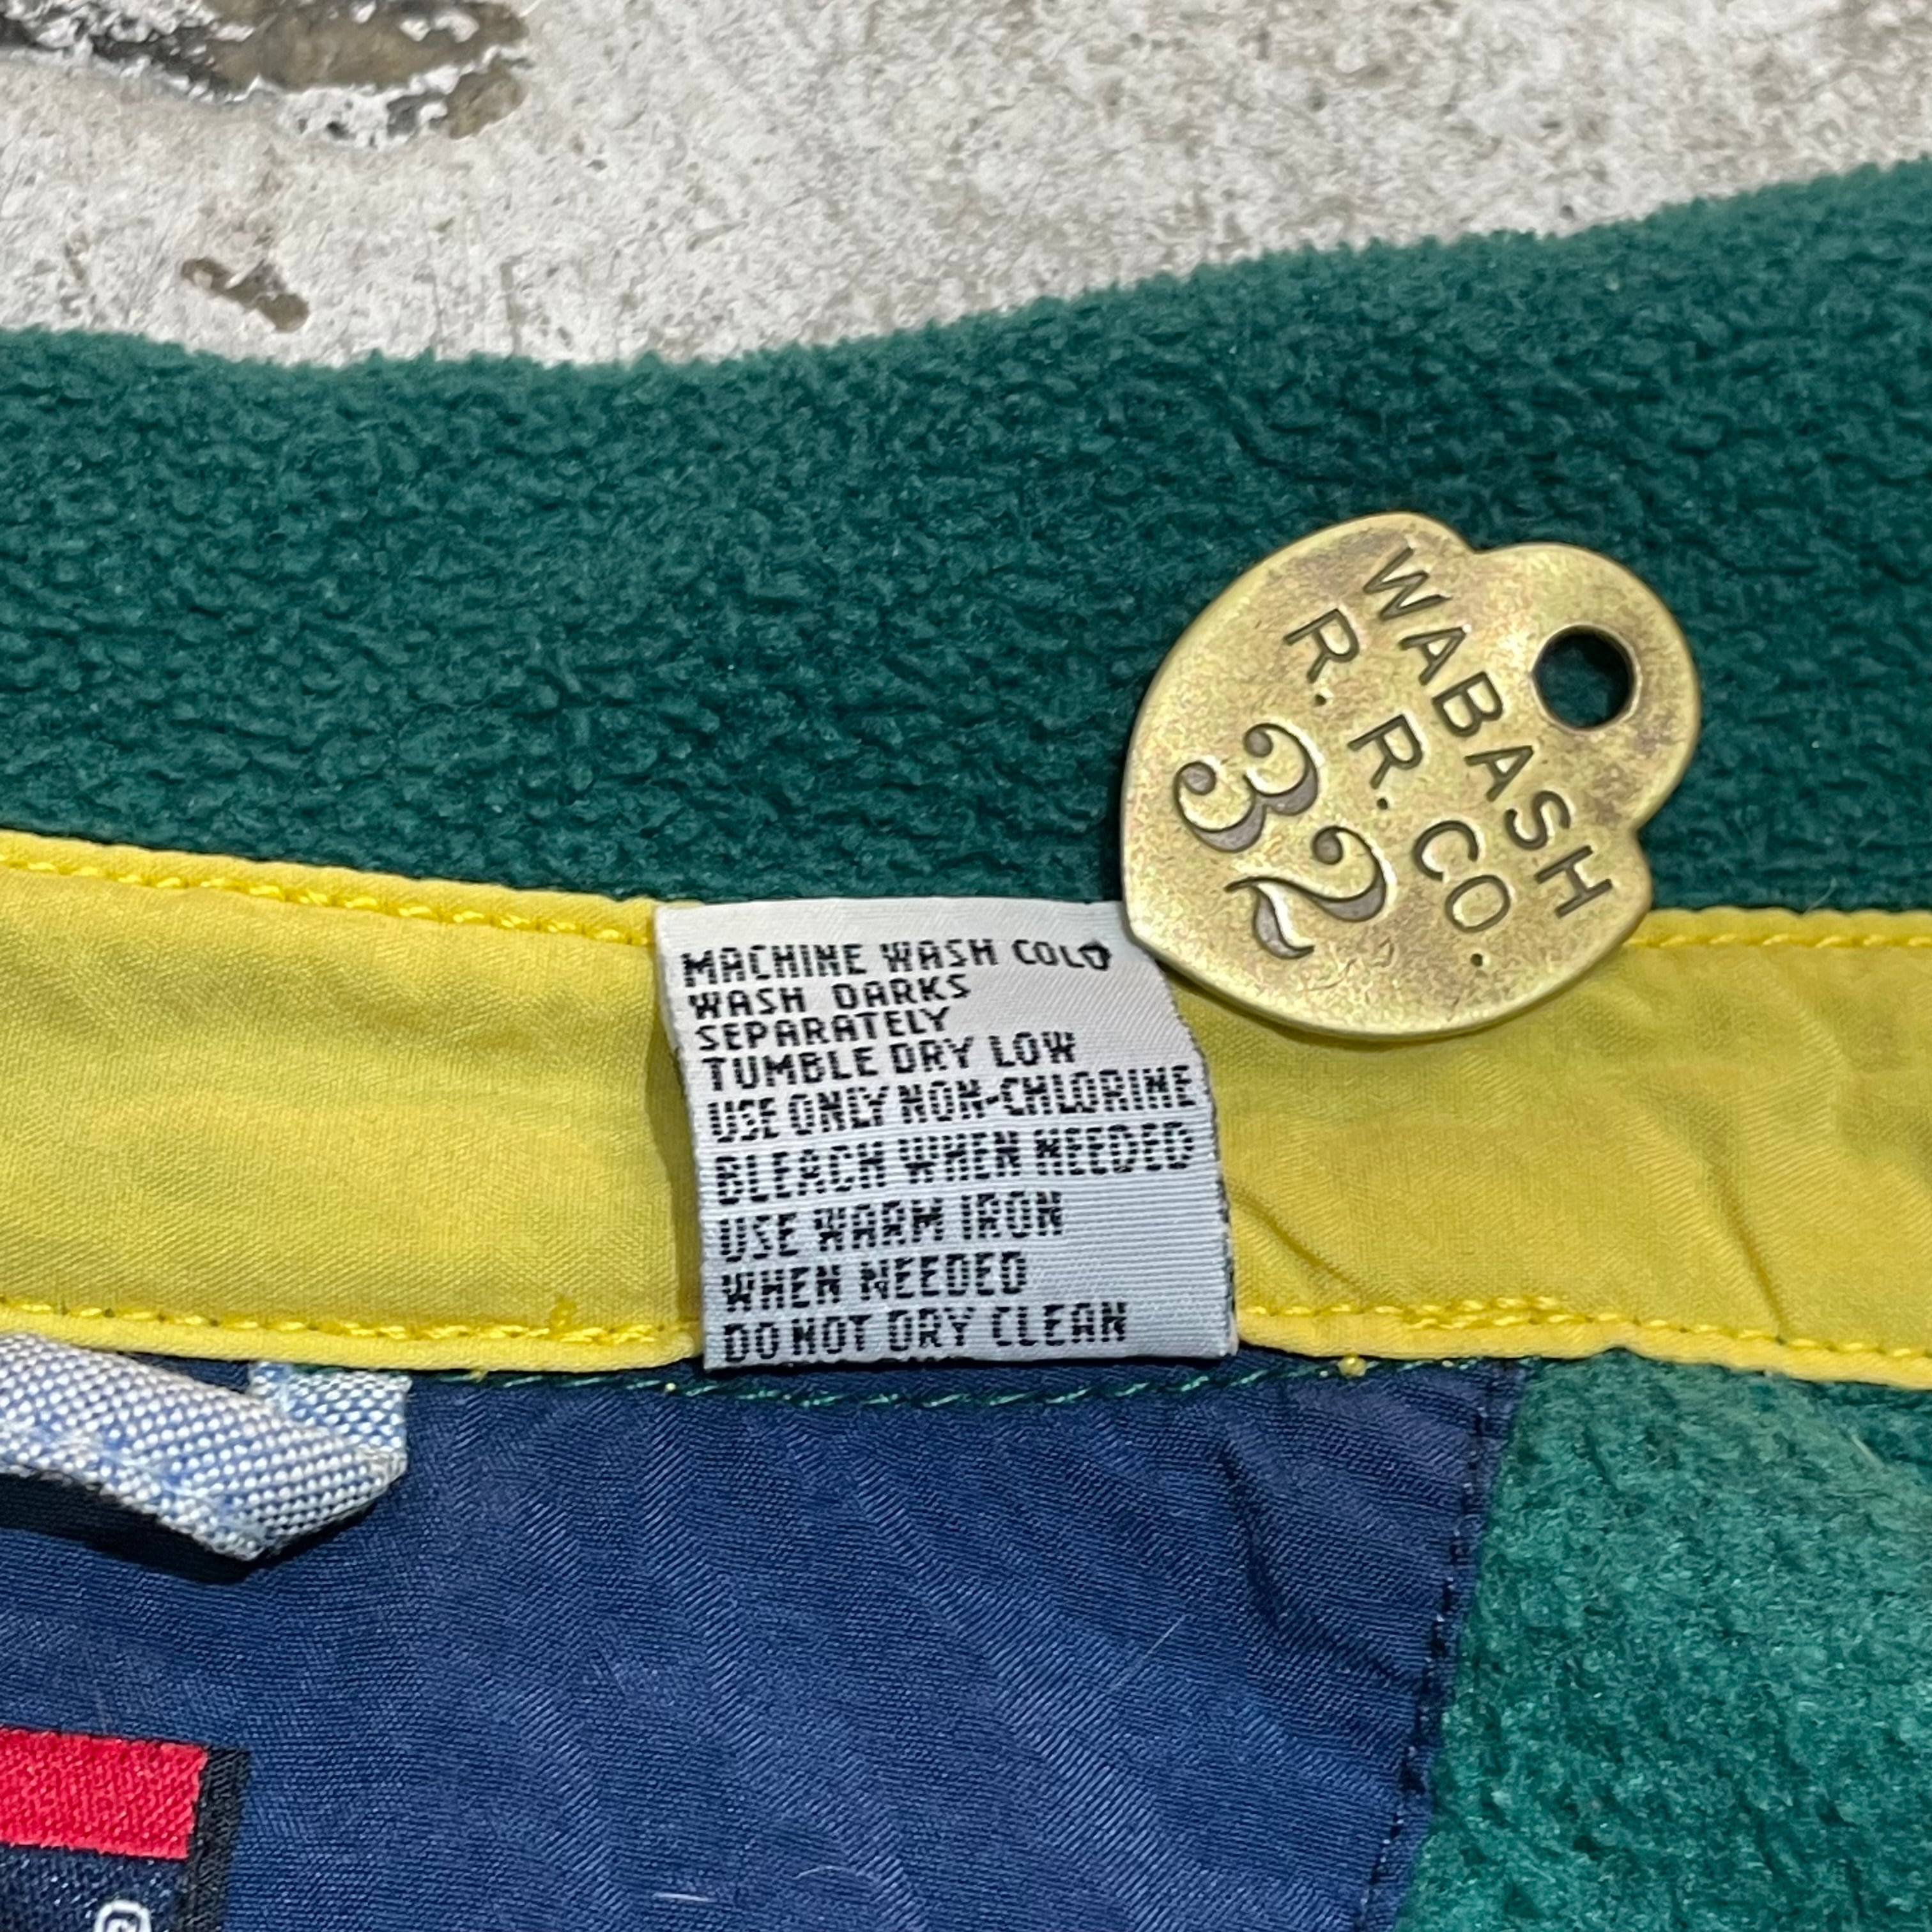 WABASH
R. R. CO.
32
MACHINE WASH COLD
WASH DARKS
SEPARATELY
TUMBLE DRY LOW
USE ONLY NON-CHLORINE
BLEACH WHEN NEEDED
USE WARM IRON
WHEN NEEDED
DO NOT DRY CLEAN
®